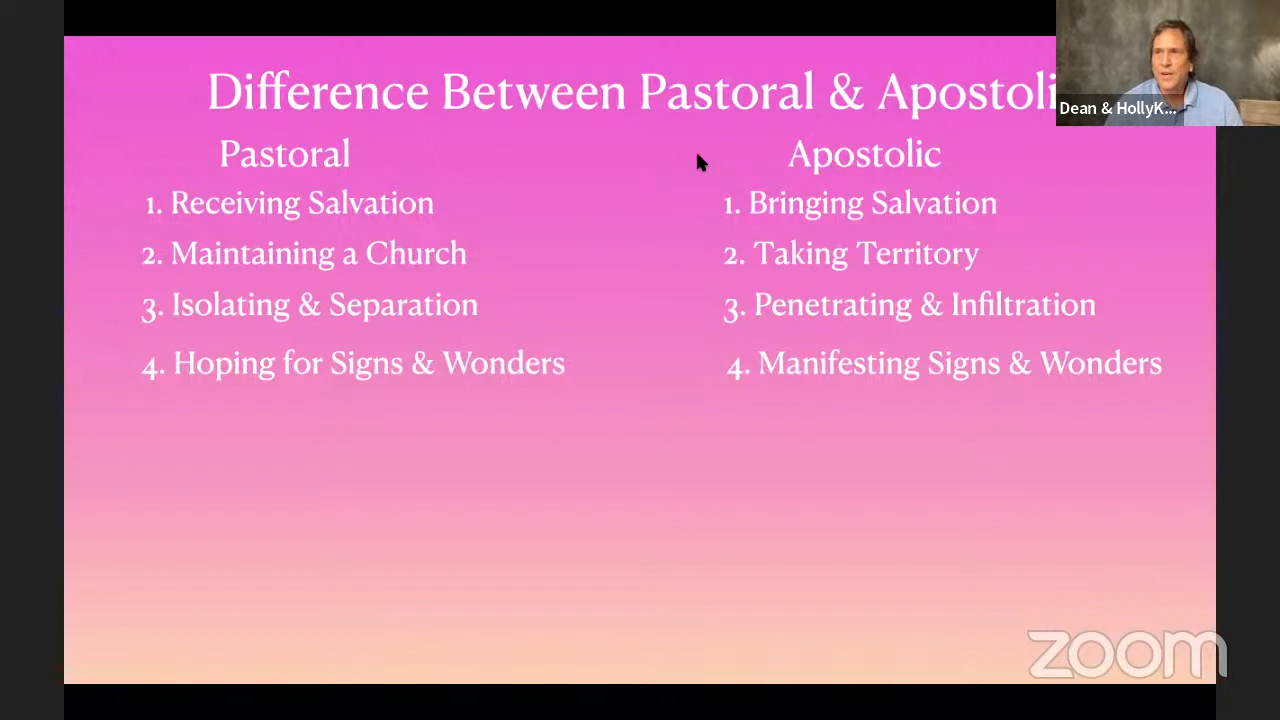 Difference Between Pastoral & Apostoli
Dean & HollyK...
Pastoral
Apostolic
1. Receiving Salvation
1. Bringing Salvation
2. Maintaining a Church
2. Taking Territory
3. Isolating & Separation
3. Penetrating & Infiltration
4. Hoping for Signs & Wonders
4. Manifesting Signs & Wonders
zoom